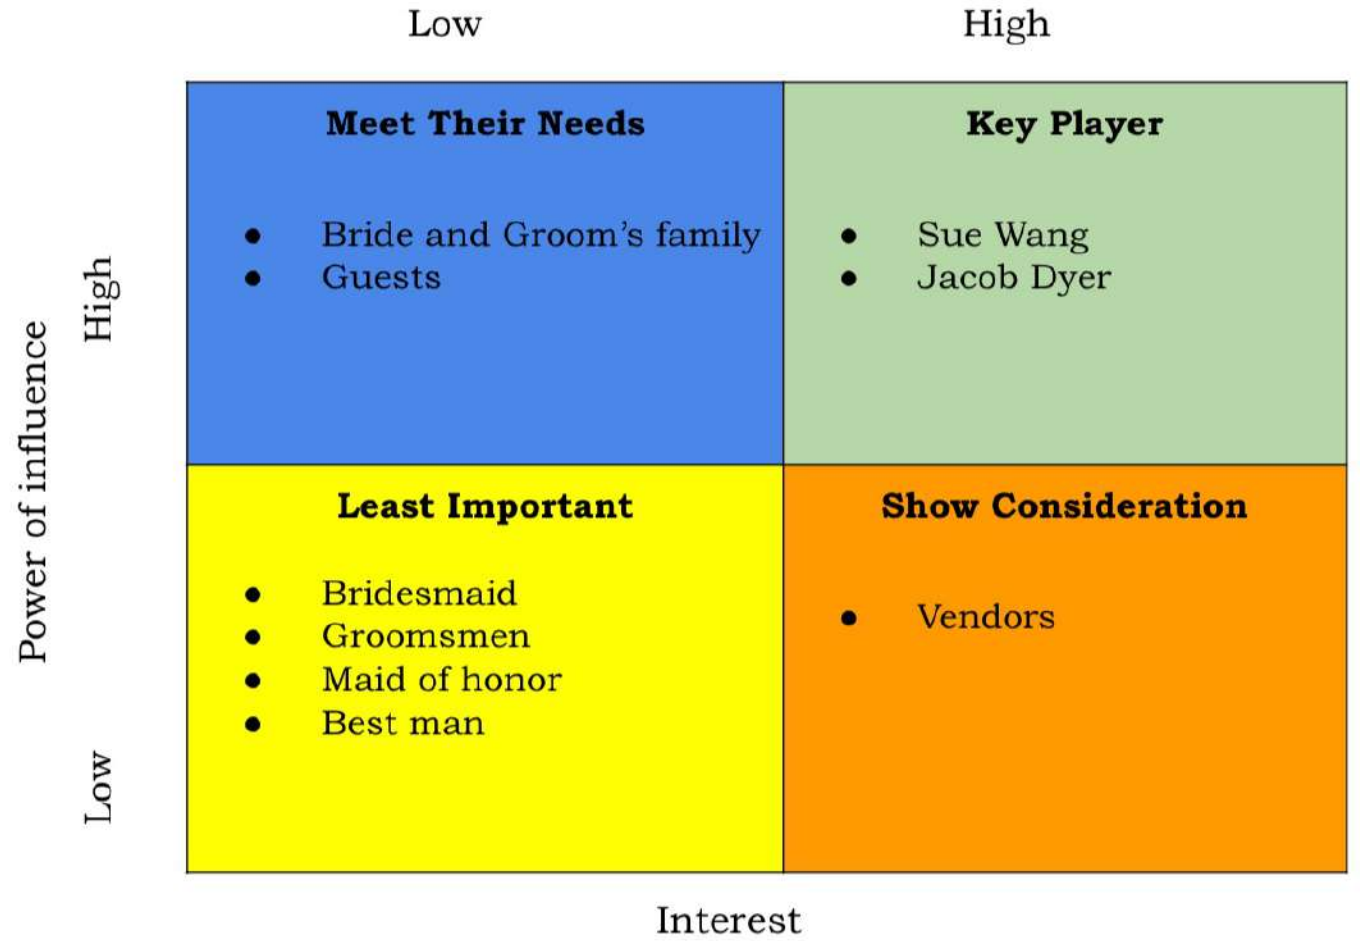 Low
High
Meet Their Needs
● Bride and Groom’s family
● Guests
Key Player
● Sue Wang
● Jacob Dyer
High
Power of influence
Low
Least Important
● Bridesmaid
● Groomsmen
● Maid of honor
● Best man
Show Consideration
● Vendors
Interest